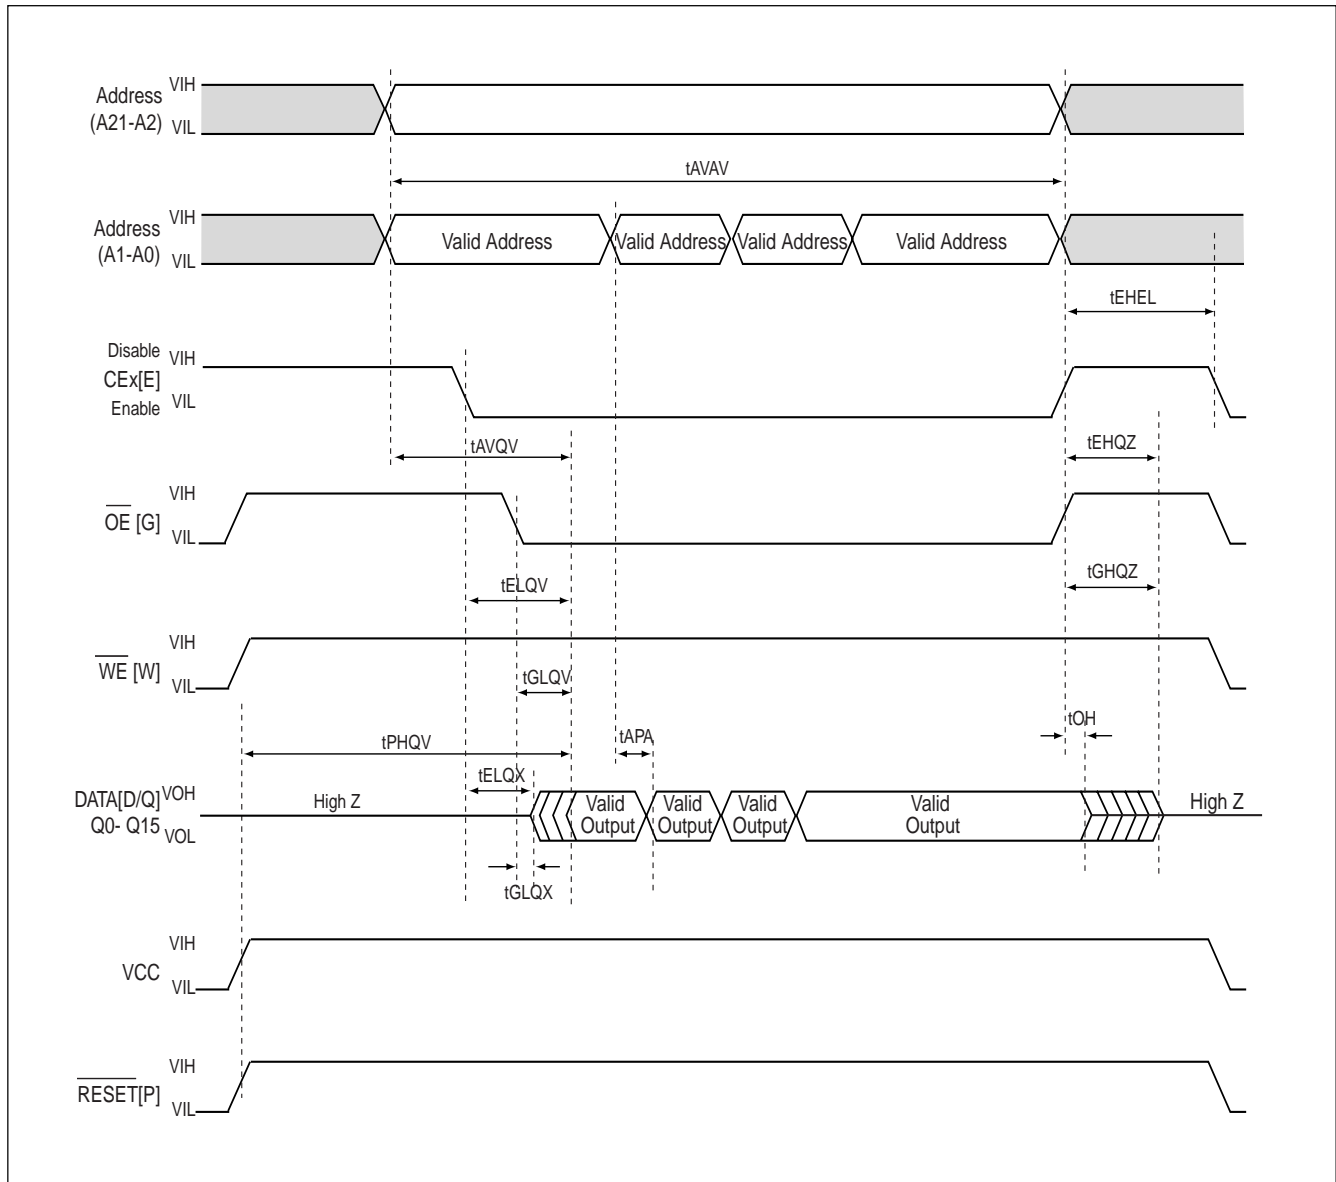 Address
(A21-A2)
VIH
VIL
tAVAV
Address
(A1-A0)
VIH
VIL
Valid Address
Valid Address
Valid Address
Valid Address
tEHEL
Disable
CEx[E]
Enable
VIH
VIL
tAVQV
tEHQZ
OE [G]
VIH
VIL
tELQV
tGHQZ
WE [W]
VIH
VIL
tGLQV
tPHQV
tAPA
tOH
tELQX
DATA[D/Q]
Q0- Q15
VOH
VOL
High Z
Valid
Output
Valid
Output
Valid
Output
Valid
Output
High Z
tGLQX
VCC
VIH
VIL
RESET[P]
VIH
VIL